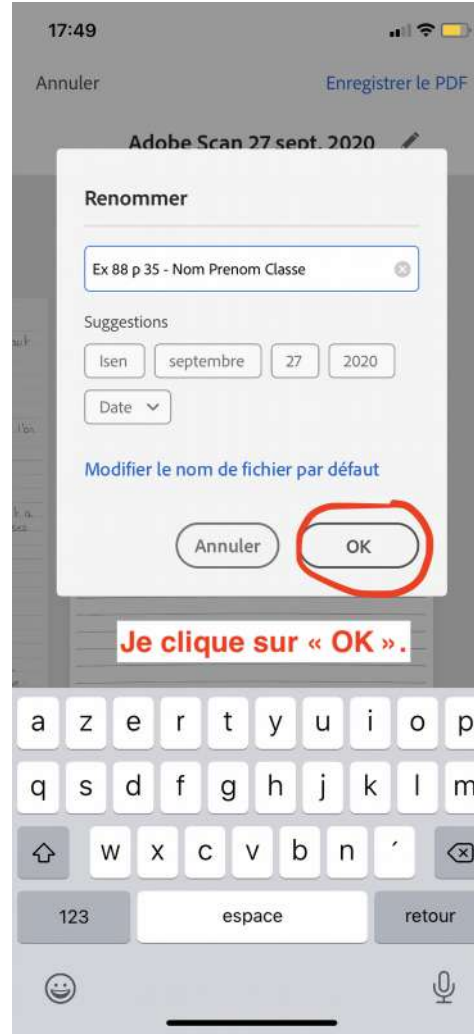 17:49
Annuler Enregistrer le PDF
Adobe Scan 27 sept. 2020
Renommer
Ex 88 p 35 - Nom Prenom Classe
Suggestions
Isen septembre 27 2020
Date
Modifier le nom de fichier par défaut
Annuler OK
Je clique sur « OK ».
a z e r t y u i o p
q s d f g h j k l m
w x c v b n ´
123 espace retour